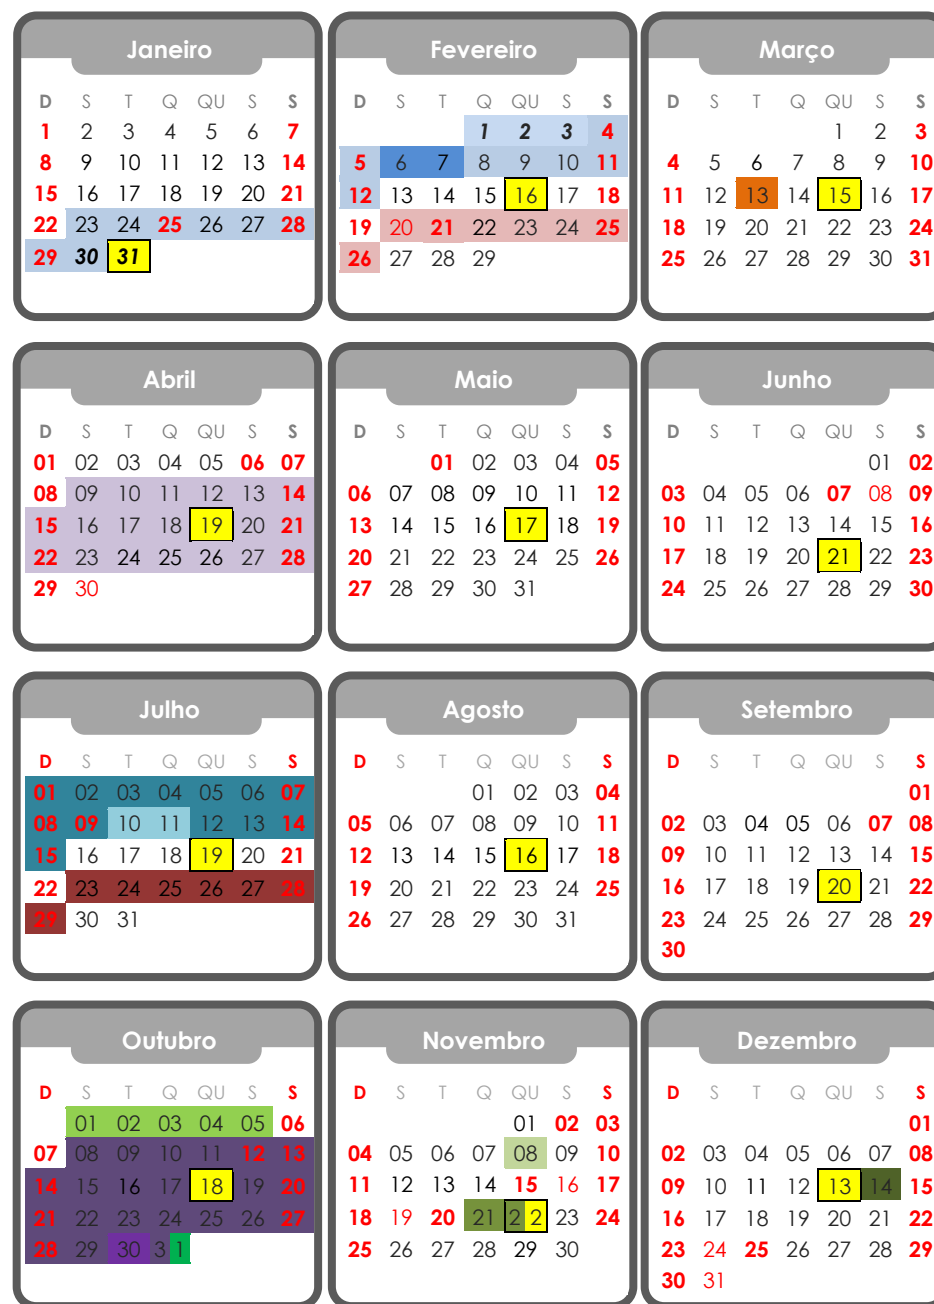 Janeiro
D S T Q QU S S
1 2 3 4 5 6 7
8 9 10 11 12 13 14
15 16 17 18 19 20 21
22 23 24 25 26 27 28
29 30 31
Fevereiro
D S T Q QU S S
1 2 3 4
5 6 7 8 9 10 11
12 13 14 15 16 17 18
19 20 21 22 23 24 25
26 27 28 29
Março
D S T Q QU S S
1 2 3
4 5 6 7 8 9 10
11 12 13 14 15 16 17
18 19 20 21 22 23 24
25 26 27 28 29 30 31
Abril
D S T Q QU S S
01 02 03 04 05 06 07
08 09 10 11 12 13 14
15 16 17 18 19 20 21
22 23 24 25 26 27 28
29 30
Maio
D S T Q QU S S
01 02 03 04 05
06 07 08 09 10 11 12
13 14 15 16 17 18 19
20 21 22 23 24 25 26
27 28 29 30 31
Junho
D S T Q QU S S
01 02
03 04 05 06 07 08 09
10 11 12 13 14 15 16
17 18 19 20 21 22 23
24 25 26 27 28 29 30
Julho
D S T Q QU S S
01 02 03 04 05 06 07
08 09 10 11 12 13 14
15 16 17 18 19 20 21
22 23 24 25 26 27 28
29 30 31
Agosto
D S T Q QU S S
01 02 03 04
05 06 07 08 09 10 11
12 13 14 15 16 17 18
19 20 21 22 23 24 25
26 27 28 29 30 31
Setembro
D S T Q QU S S
01
02 03 04 05 06 07 08
09 10 11 12 13 14 15
16 17 18 19 20 21 22
23 24 25 26 27 28 29
30
Outubro
D S T Q QU S S
01 02 03 04 05 06
07 08 09 10 11 12 13
14 15 16 17 18 19 20
21 22 23 24 25 26 27
28 29 30 31
Novembro
D S T Q QU S S
01 02 03
04 05 06 07 08 09 10
11 12 13 14 15 16 17
18 19 20 21 22 23 24
25 26 27 28 29 30
Dezembro
D S T Q QU S S
01
02 03 04 05 06 07 08
09 10 11 12 13 14 15
16 17 18 19 20 21 22
23 24 25 26 27 28 29
30 31